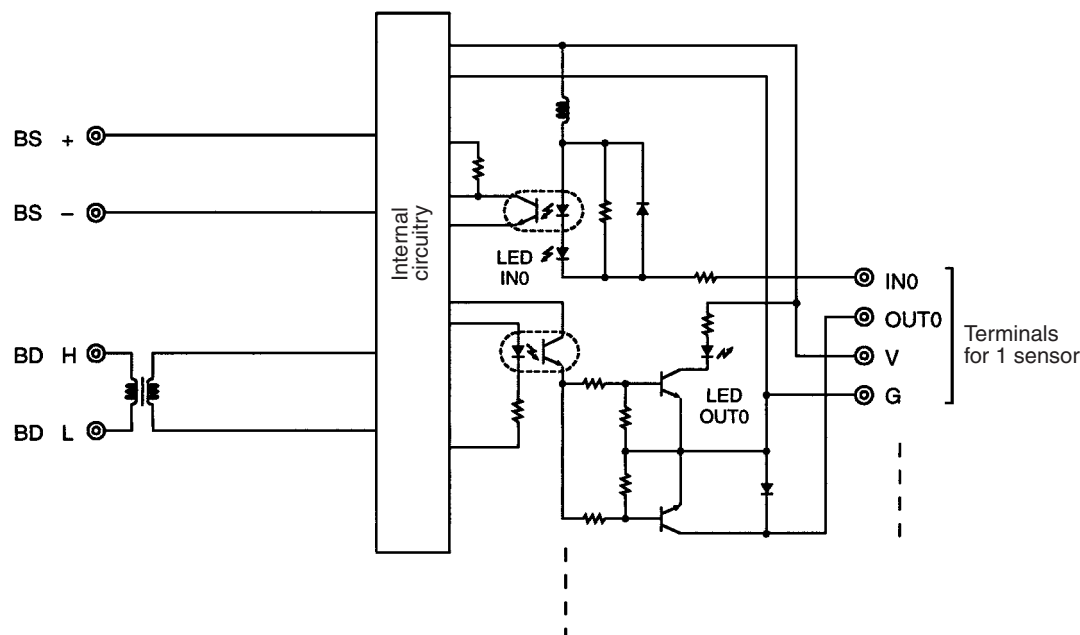 BS +
BS −
BD H
BD L
Internal
circuitry
LED
IN0
LED
OUT0
IN0
OUT0
V
G
Terminals
for 1 sensor